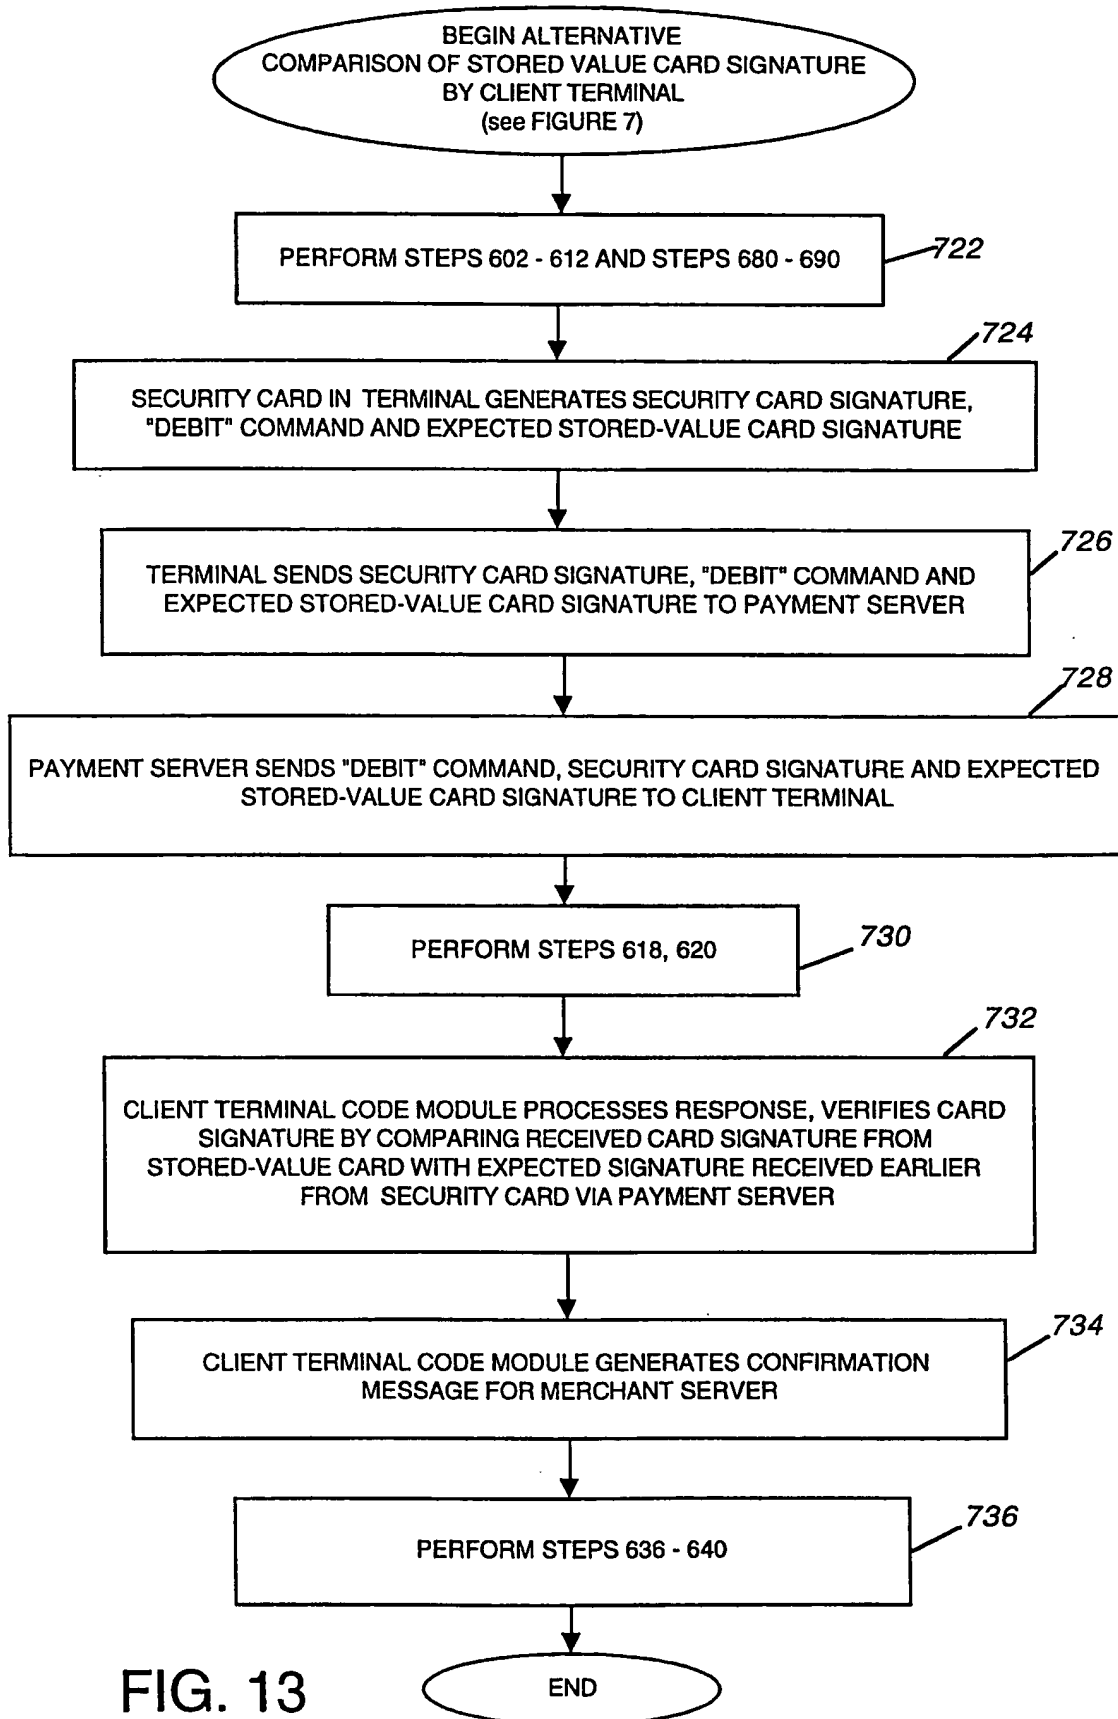 BEGIN ALTERNATIVE
COMPARISON OF STORED VALUE CARD SIGNATURE
BY CLIENT TERMINAL
(see FIGURE 7)
PERFORM STEPS 602 - 612 AND STEPS 680 - 690
722
724
SECURITY CARD IN TERMINAL GENERATES SECURITY CARD SIGNATURE,
"DEBIT" COMMAND AND EXPECTED STORED-VALUE CARD SIGNATURE
726
TERMINAL SENDS SECURITY CARD SIGNATURE, "DEBIT" COMMAND AND
EXPECTED STORED-VALUE CARD SIGNATURE TO PAYMENT SERVER
728
PAYMENT SERVER SENDS "DEBIT" COMMAND, SECURITY CARD SIGNATURE AND EXPECTED
STORED-VALUE CARD SIGNATURE TO CLIENT TERMINAL
PERFORM STEPS 618, 620
730
732
CLIENT TERMINAL CODE MODULE PROCESSES RESPONSE, VERIFIES CARD
SIGNATURE BY COMPARING RECEIVED CARD SIGNATURE FROM
STORED-VALUE CARD WITH EXPECTED SIGNATURE RECEIVED EARLIER
FROM SECURITY CARD VIA PAYMENT SERVER
734
CLIENT TERMINAL CODE MODULE GENERATES CONFIRMATION
MESSAGE FOR MERCHANT SERVER
736
PERFORM STEPS 636 - 640
END
FIG. 13